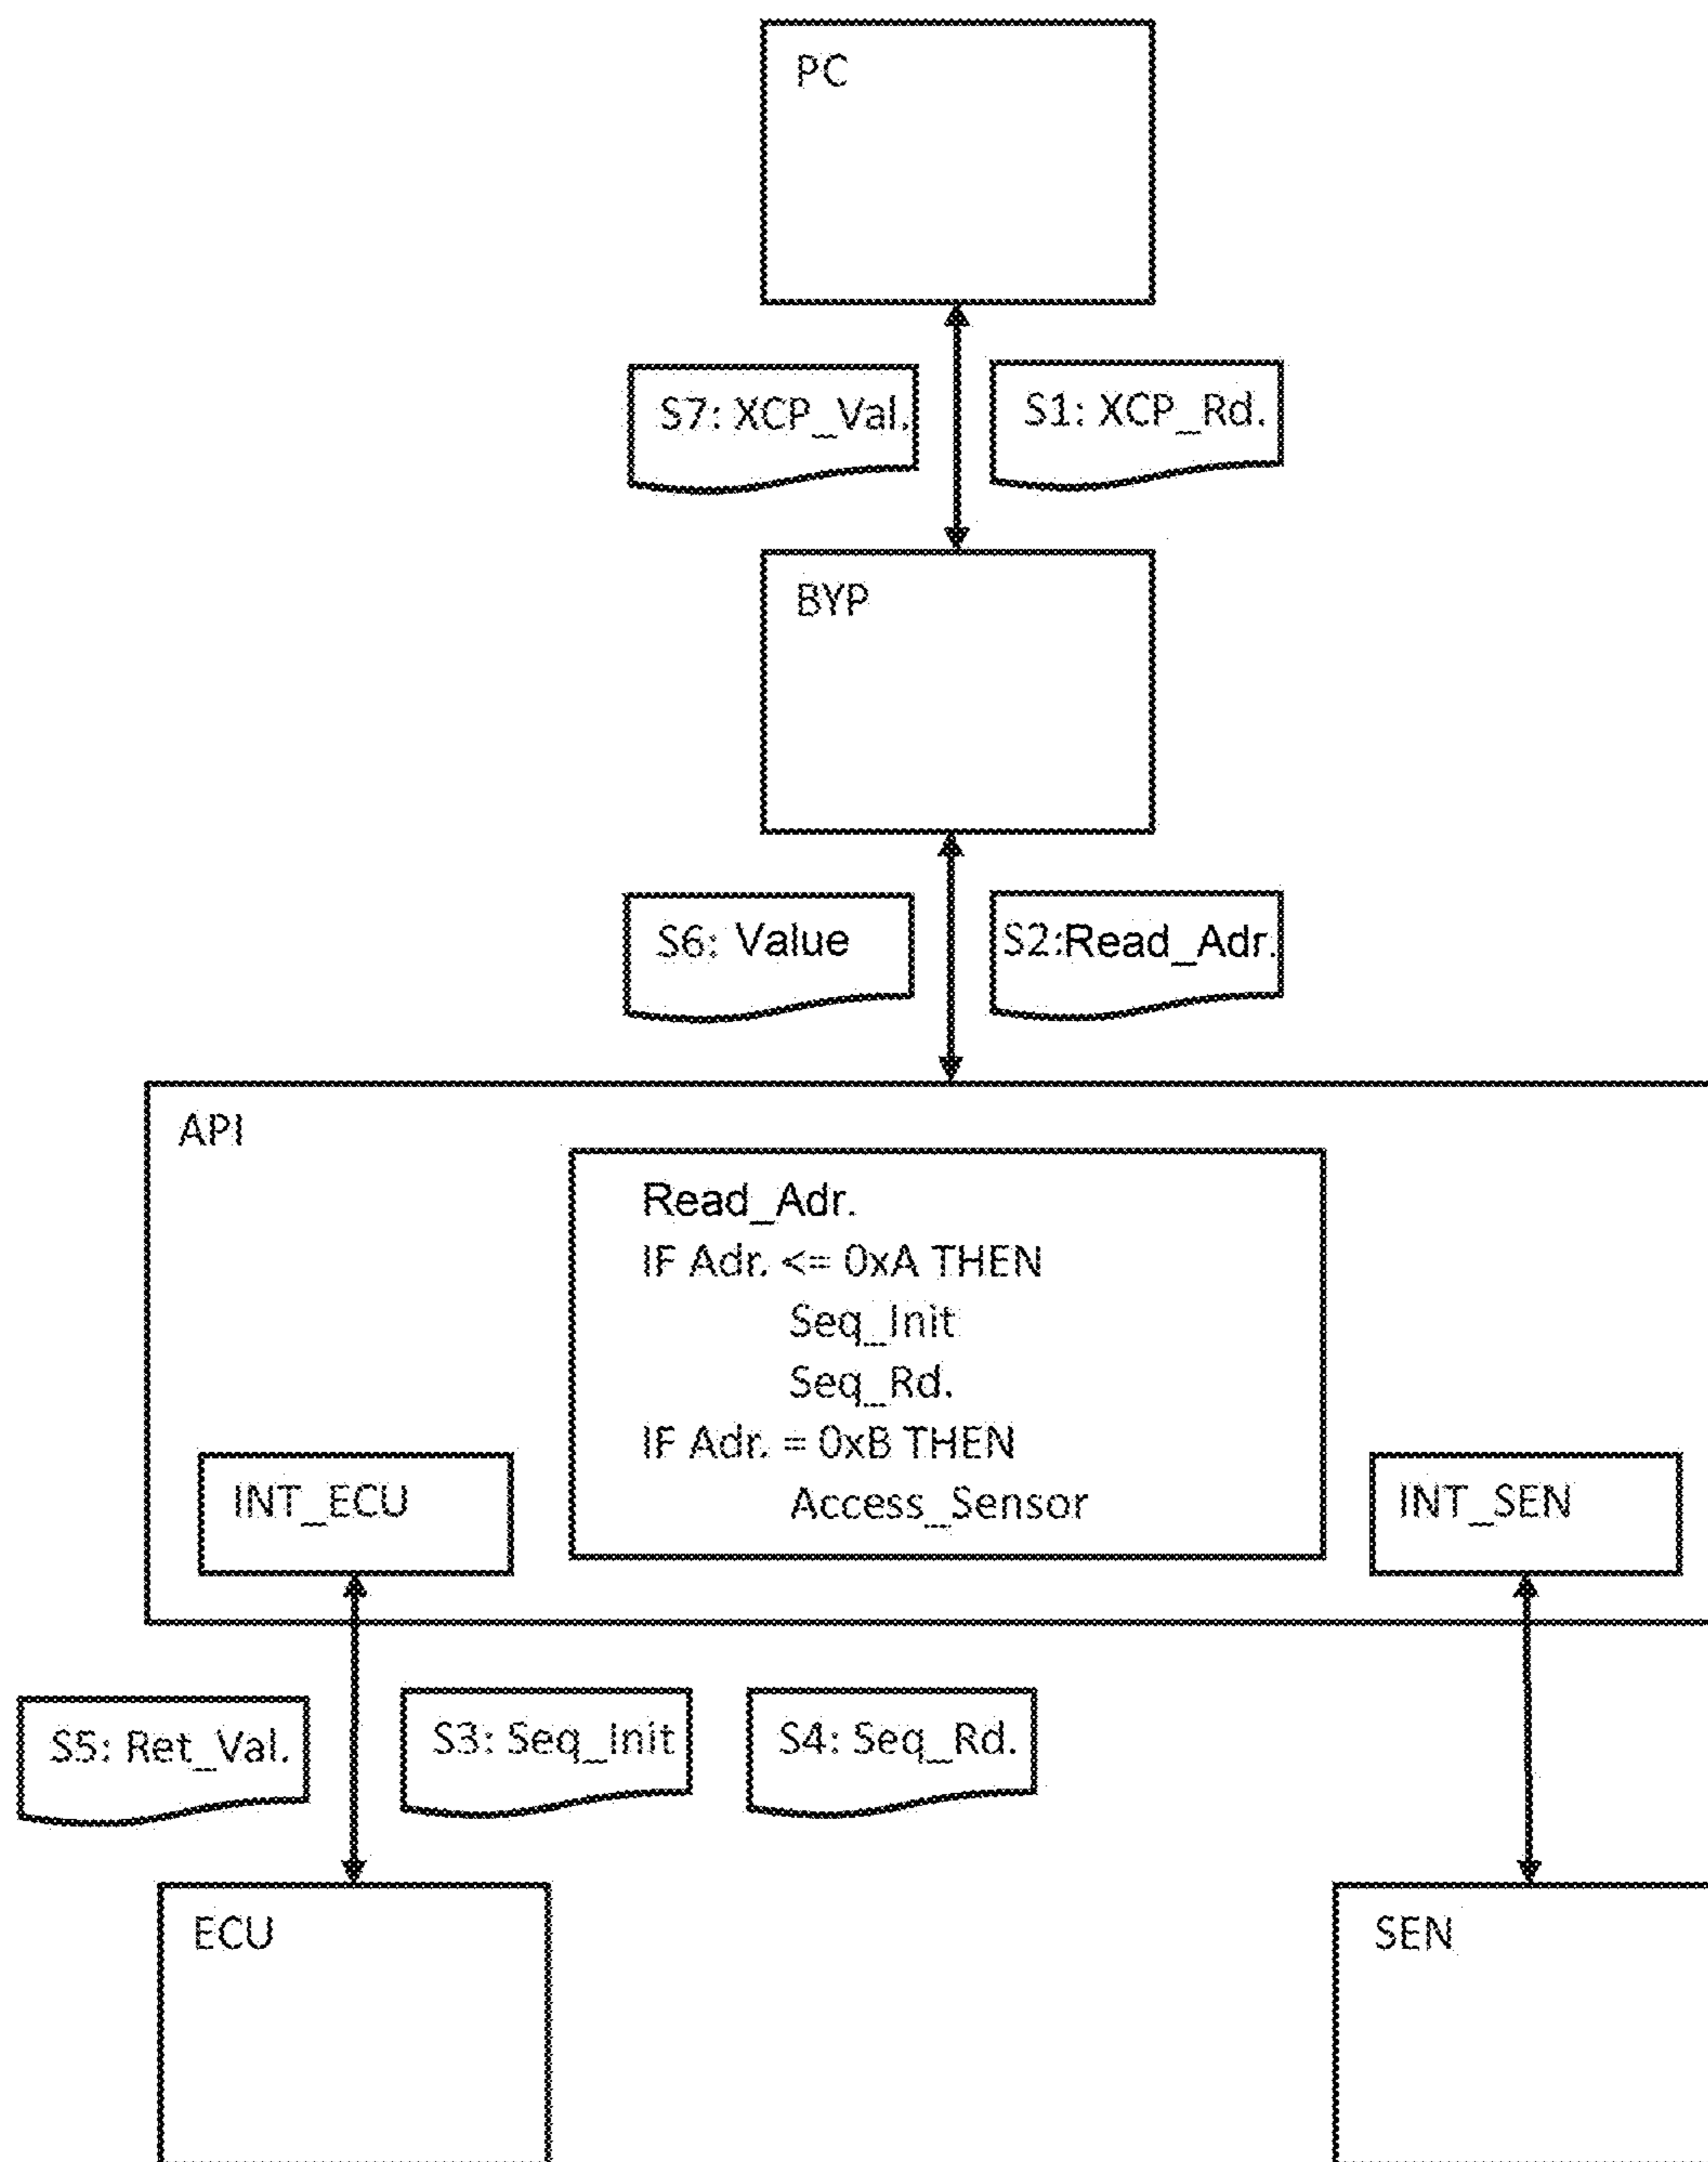 PC
S7: XCP_Val.
S1: XCP_Rd.
BYP
S6: Value
S2:Read_Adr.
API
Read_Adr.
IF Adr. <= 0xA THEN
Seq_Init
Seq_Rd.
IF Adr. = 0xB THEN
Access_Sensor
INT_ECU
INT_SEN
S5: Ret_Val.
S3: Seq_Init
S4: Seq_Rd.
ECU
SEN